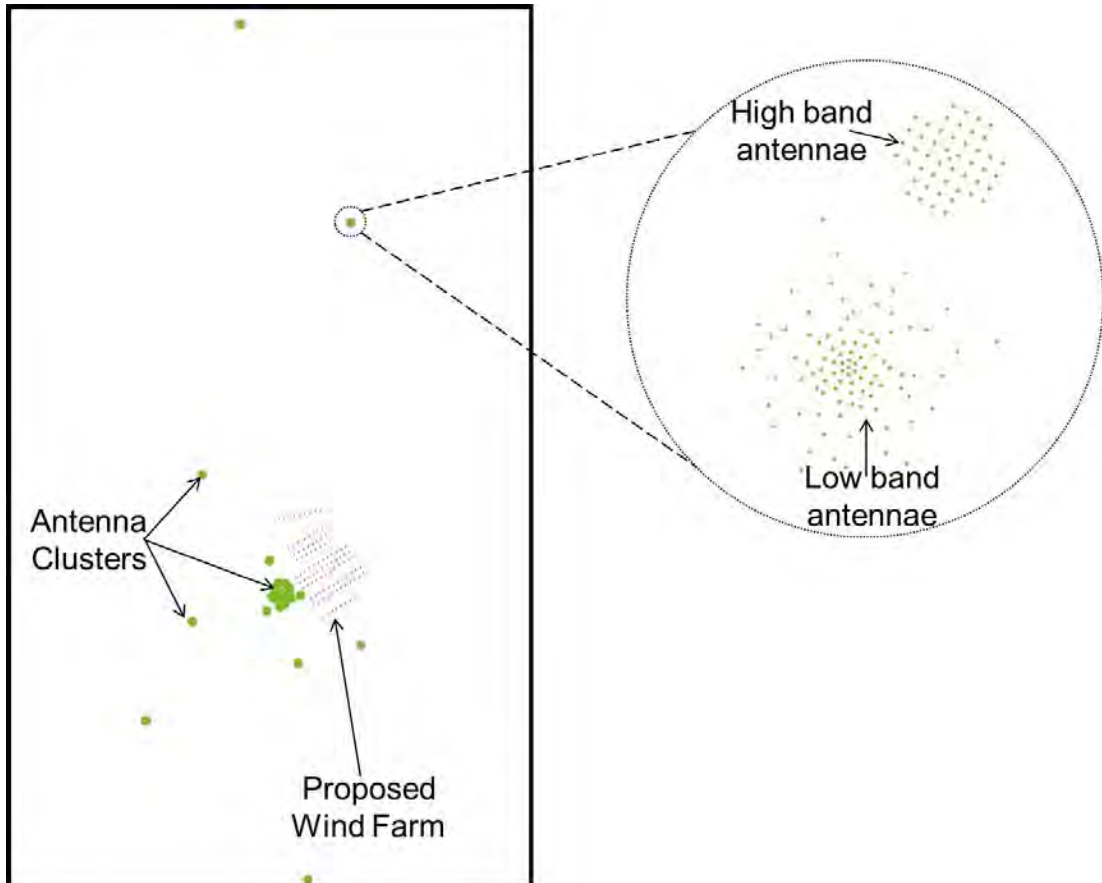 High band
antennae
Low band
antennae
Antenna
Clusters
Proposed
Wind Farm